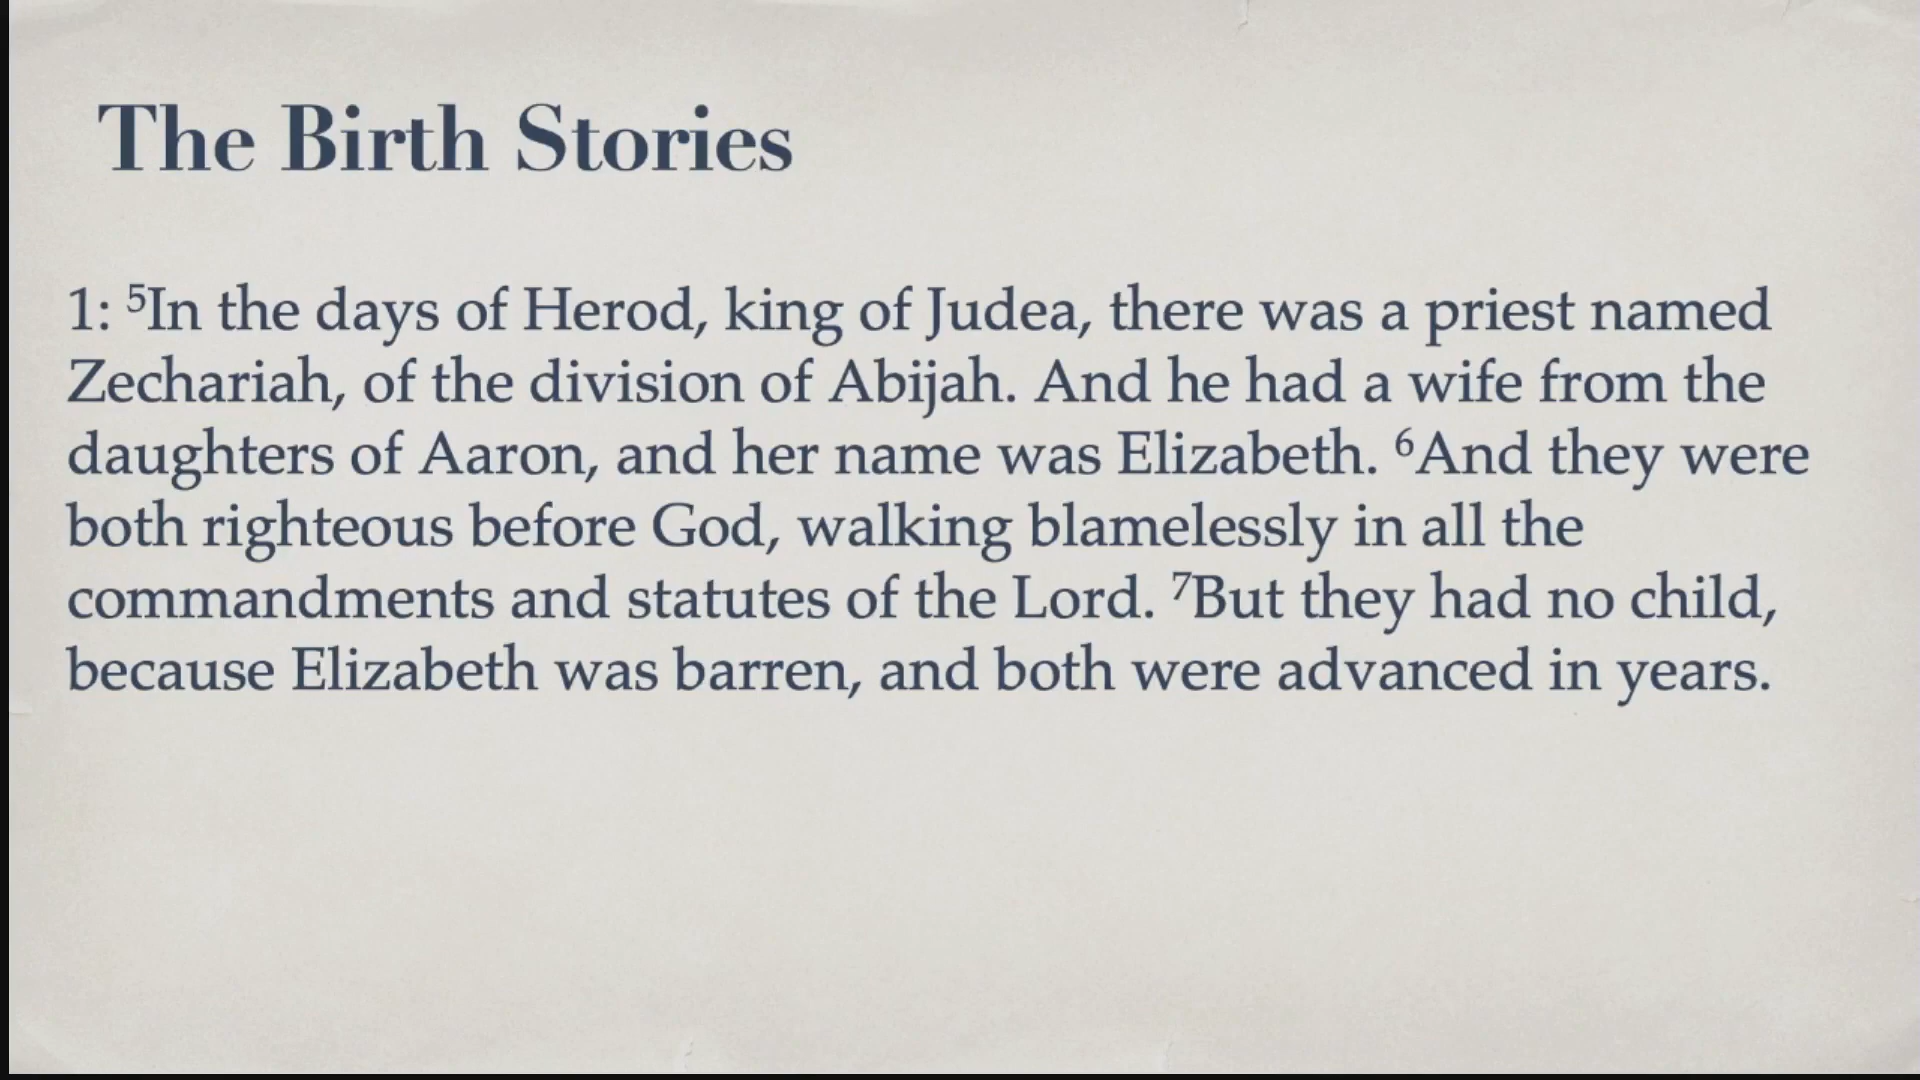 The Birth Stories
1: ⁵In the days of Herod, king of Judea, there was a priest named
Zechariah, of the division of Abijah. And he had a wife from the
daughters of Aaron, and her name was Elizabeth. ⁶And they were
both righteous before God, walking blamelessly in all the
commandments and statutes of the Lord. ⁷But they had no child,
because Elizabeth was barren, and both were advanced in years.